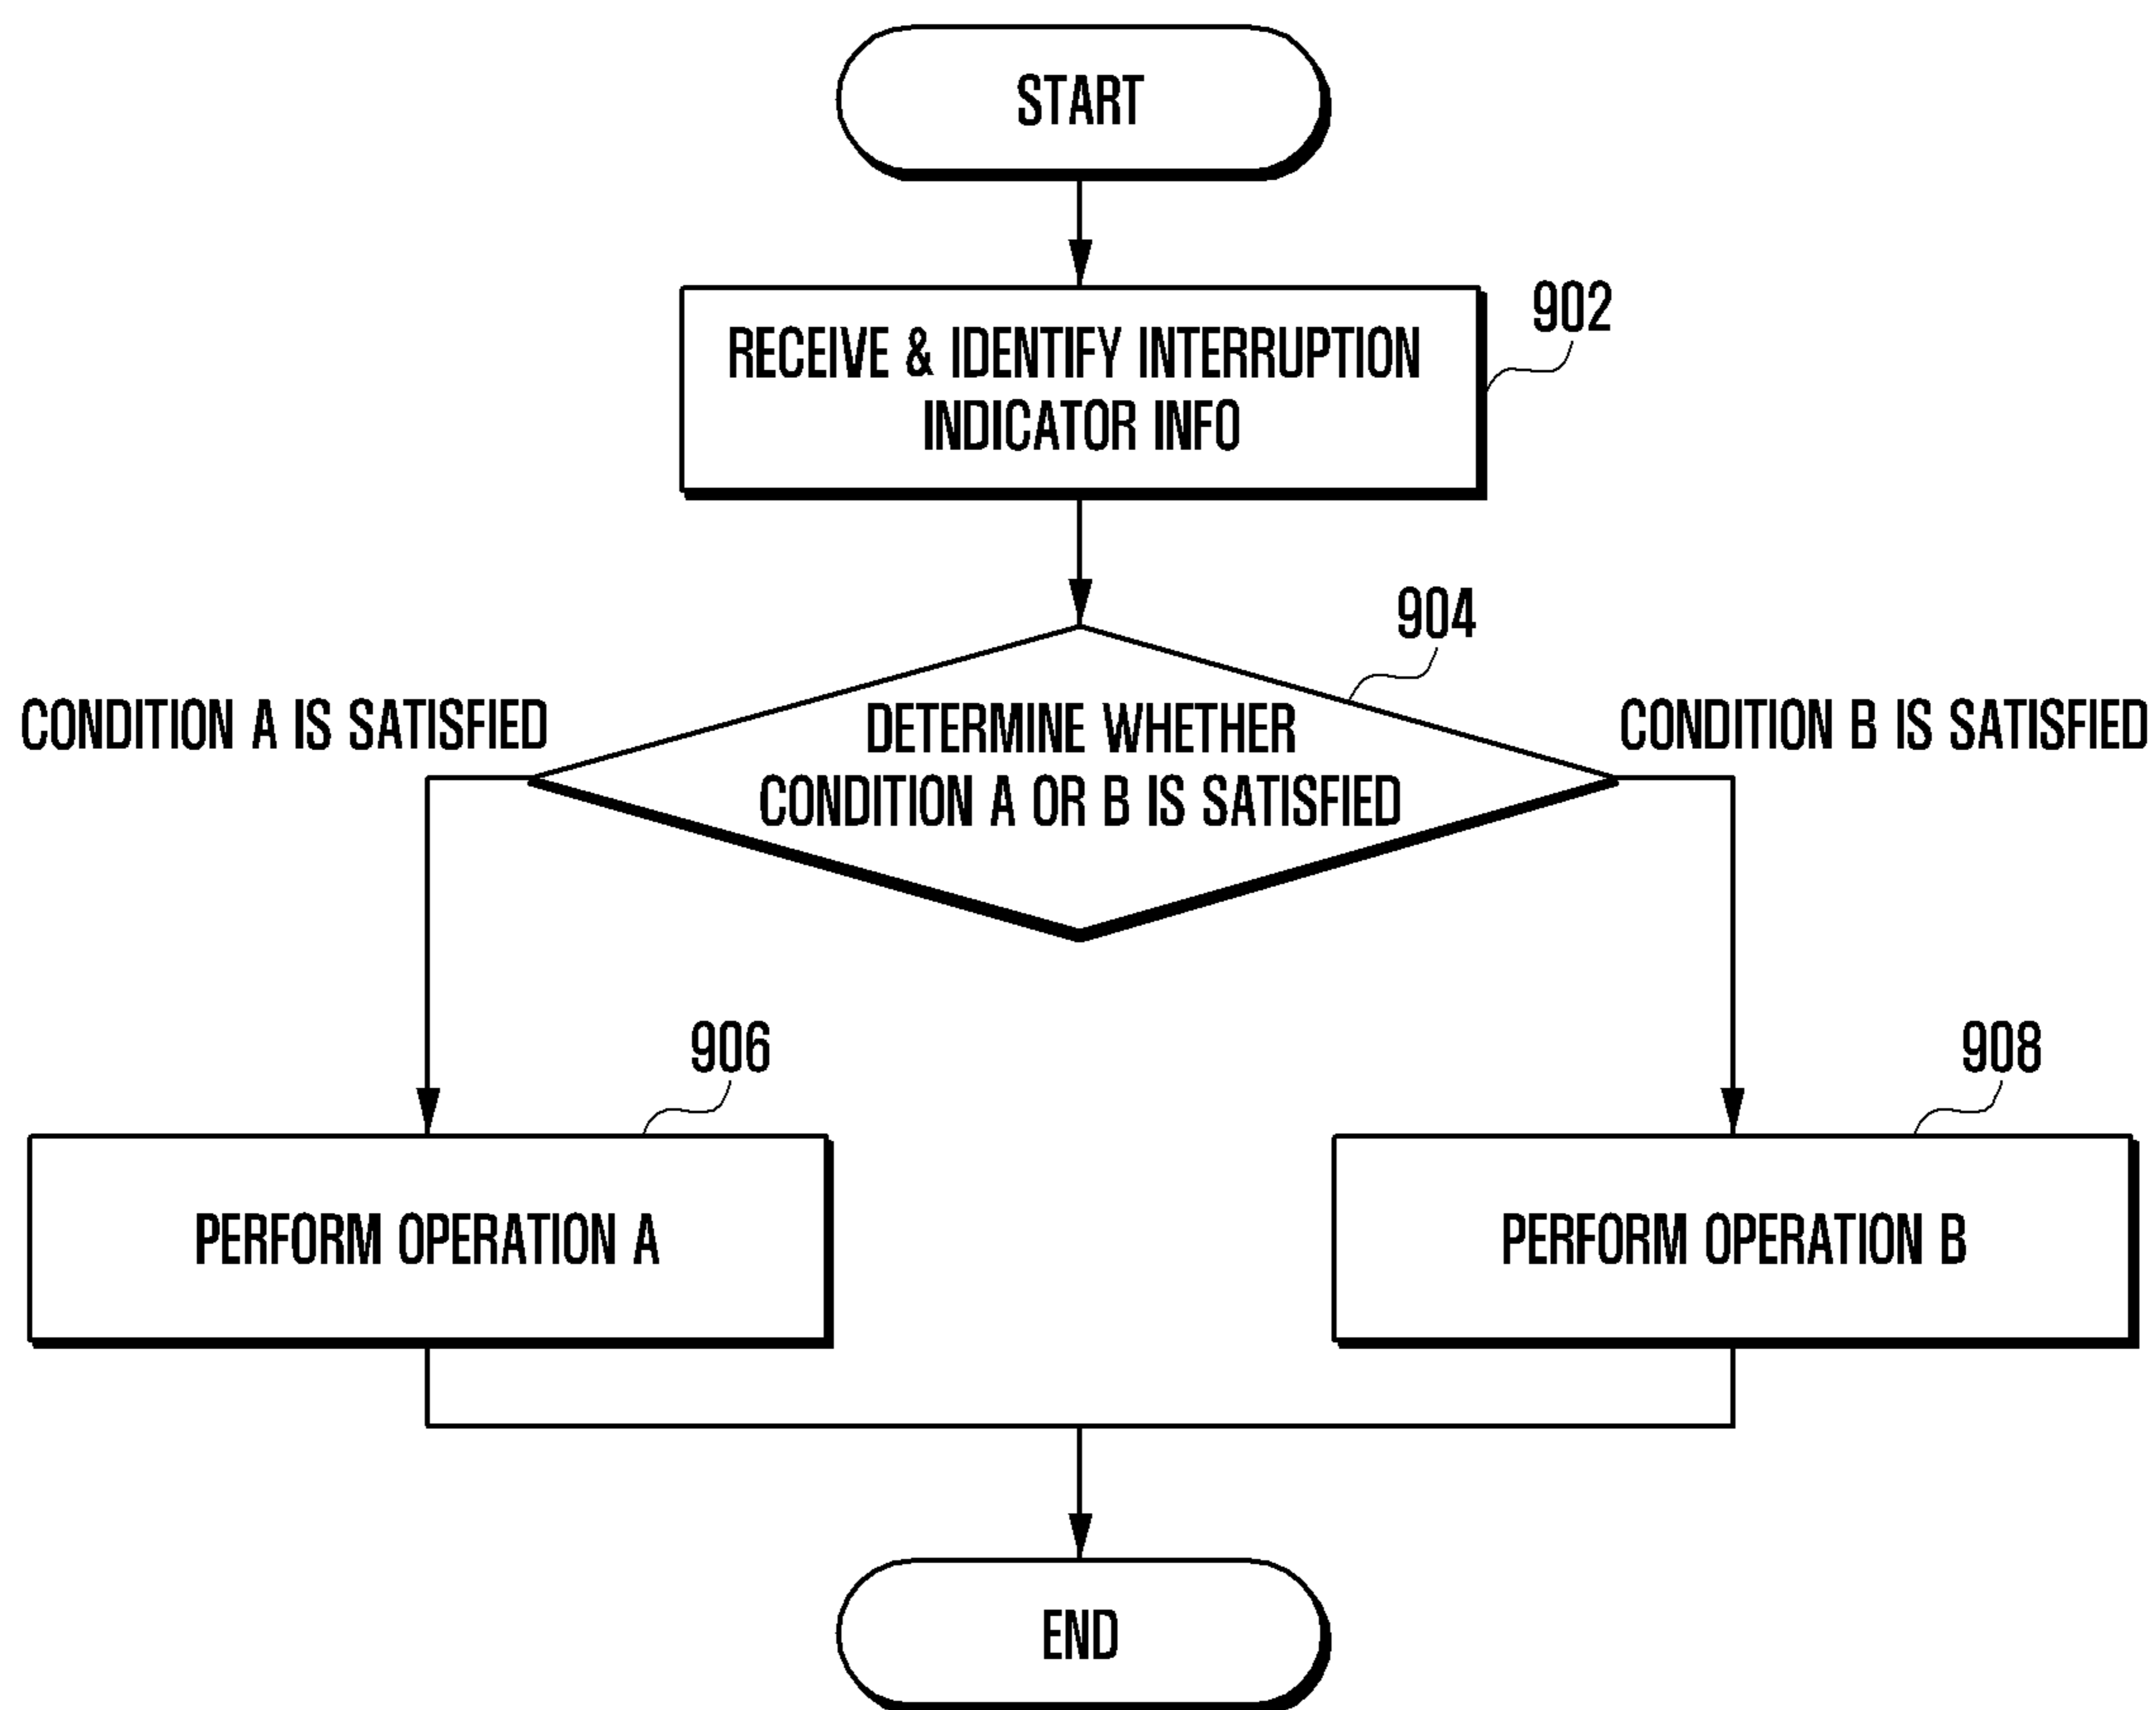 START
902
RECEIVE & IDENTIFY INTERRUPTION
INDICATOR INFO
904
CONDITION A IS SATISFIED
DETERMINE WHETHER
CONDITION A OR B IS SATISFIED
CONDITION B IS SATISFIED
906
908
PERFORM OPERATION A
PERFORM OPERATION B
END